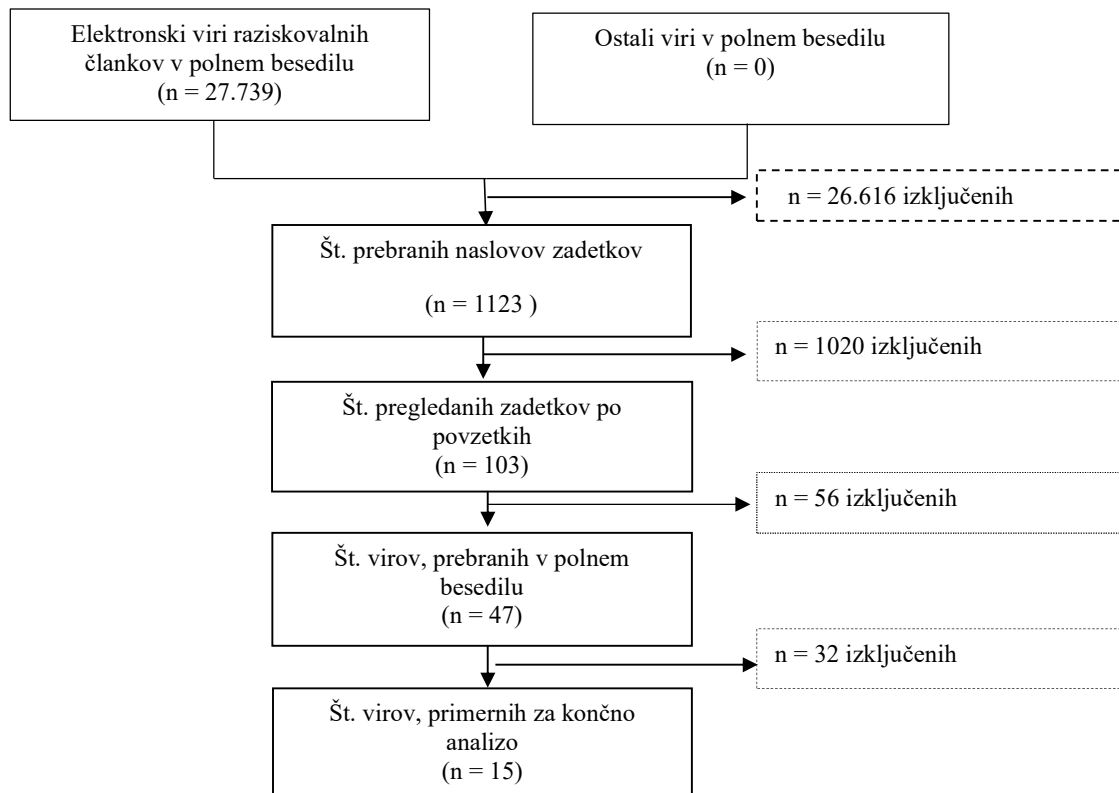 Elektronski viri raziskovalnih
člankov v polnem besedilu
(n = 27.739)
Ostali viri v polnem besedilu
(n = 0)
n = 26.616 izključenih
Št. prebranih naslovov zadetkov
(n = 1123 )
n = 1020 izključenih
Št. pregledanih zadetkov po
povzetkih
(n = 103)
n = 56 izključenih
Št. virov, prebranih v polnem
besedilu
(n = 47)
n = 32 izključenih
Št. virov, primernih za končno
analizo
(n = 15)